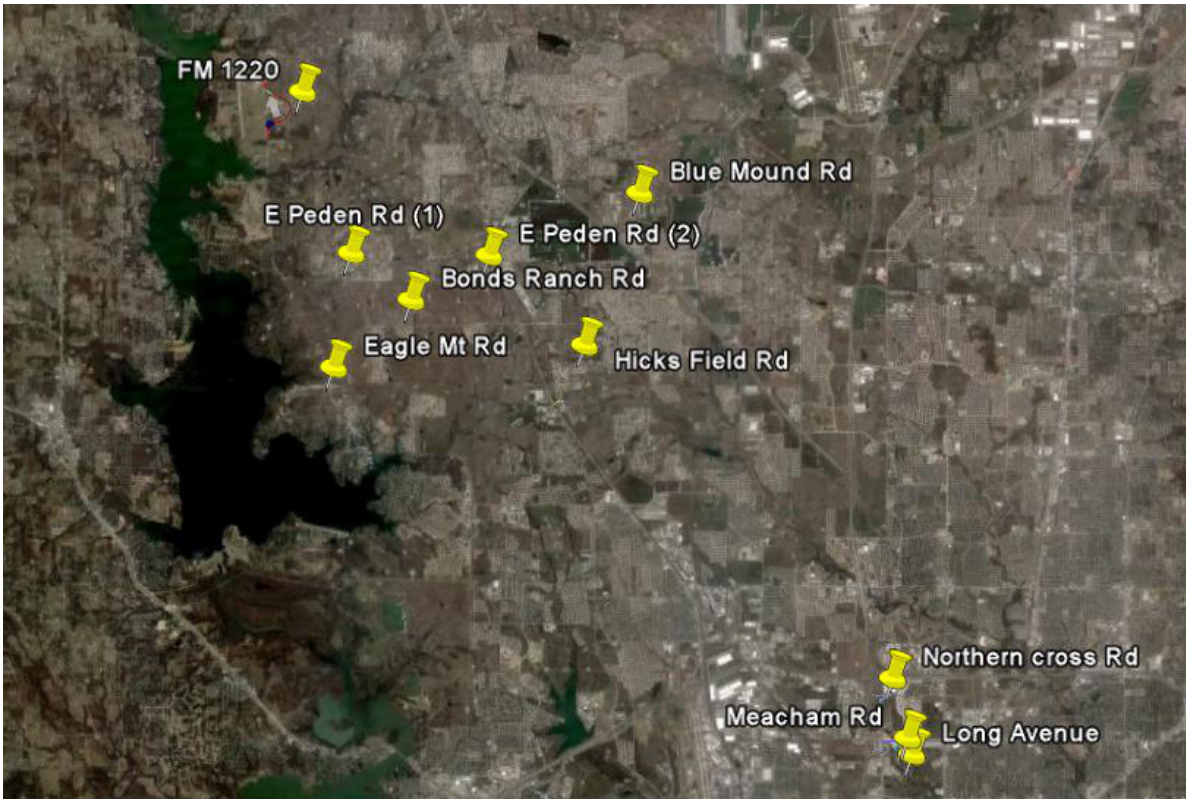 FM 1220
Blue Mound Rd
E Peden Rd (1)
E Peden Rd (2)
Bonds Ranch Rd
Eagle Mt Rd
Hicks Field Rd
Northern cross Rd
Meacham Rd
Long Avenue